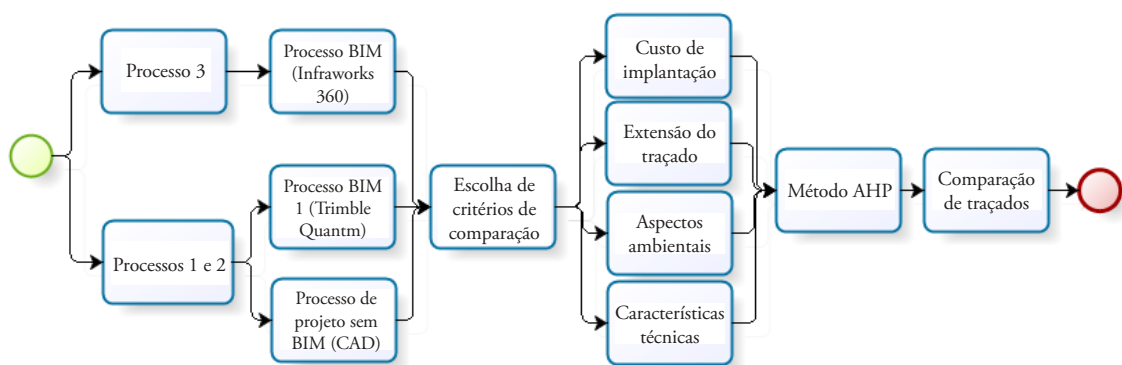 Processo 3
Processo BIM
(Infraworks
360)
Processos 1 e 2
Processo BIM
1 (Trimble
Quantm)
Processo de
projeto sem
BIM (CAD)
Escolha de
critérios de
comparação
Custo de
implantação
Extensão do
traçado
Aspectos
ambientais
Características
técnicas
Método AHP
Comparação
de traçados